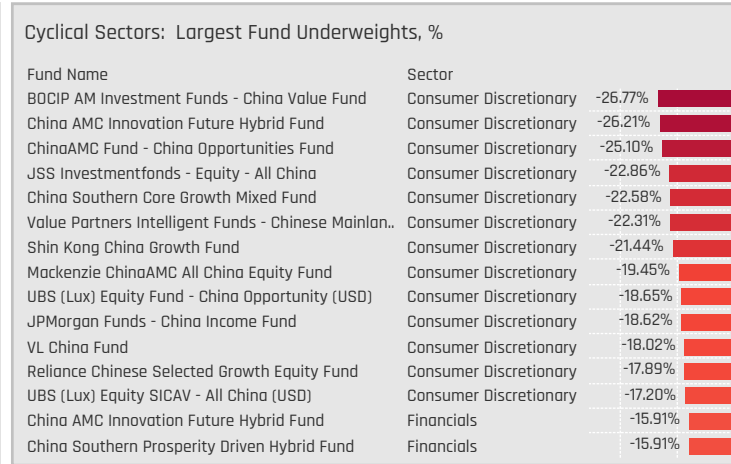 Cyclical Sectors: Largest Fund Underweights, %
Fund Name Sector
BOCIP AM Investment Funds - China Value Fund Consumer Discretionary -26.77%
China AMC Innovation Future Hybrid Fund Consumer Discretionary -26.21%
ChinaAMC Fund - China Opportunities Fund Consumer Discretionary -25.10%
JSS Investmentfonds - Equity - All China Consumer Discretionary -22.86%
China Southern Core Growth Mixed Fund Consumer Discretionary -22.58%
Value Partners Intelligent Funds - Chinese Mainlan.. Consumer Discretionary -22.31%
Shin Kong China Growth Fund Consumer Discretionary -21.44%
Mackenzie ChinaAMC All China Equity Fund Consumer Discretionary -19.45%
UBS (Lux) Equity Fund - China Opportunity (USD) Consumer Discretionary -18.65%
JPMorgan Funds - China Income Fund Consumer Discretionary -18.62%
VL China Fund Consumer Discretionary -18.02%
Reliance Chinese Selected Growth Equity Fund Consumer Discretionary -17.89%
UBS (Lux) Equity SICAV - All China (USD) Consumer Discretionary -17.20%
China AMC Innovation Future Hybrid Fund Financials -15.91%
China Southern Prosperity Driven Hybrid Fund Financials -15.91%